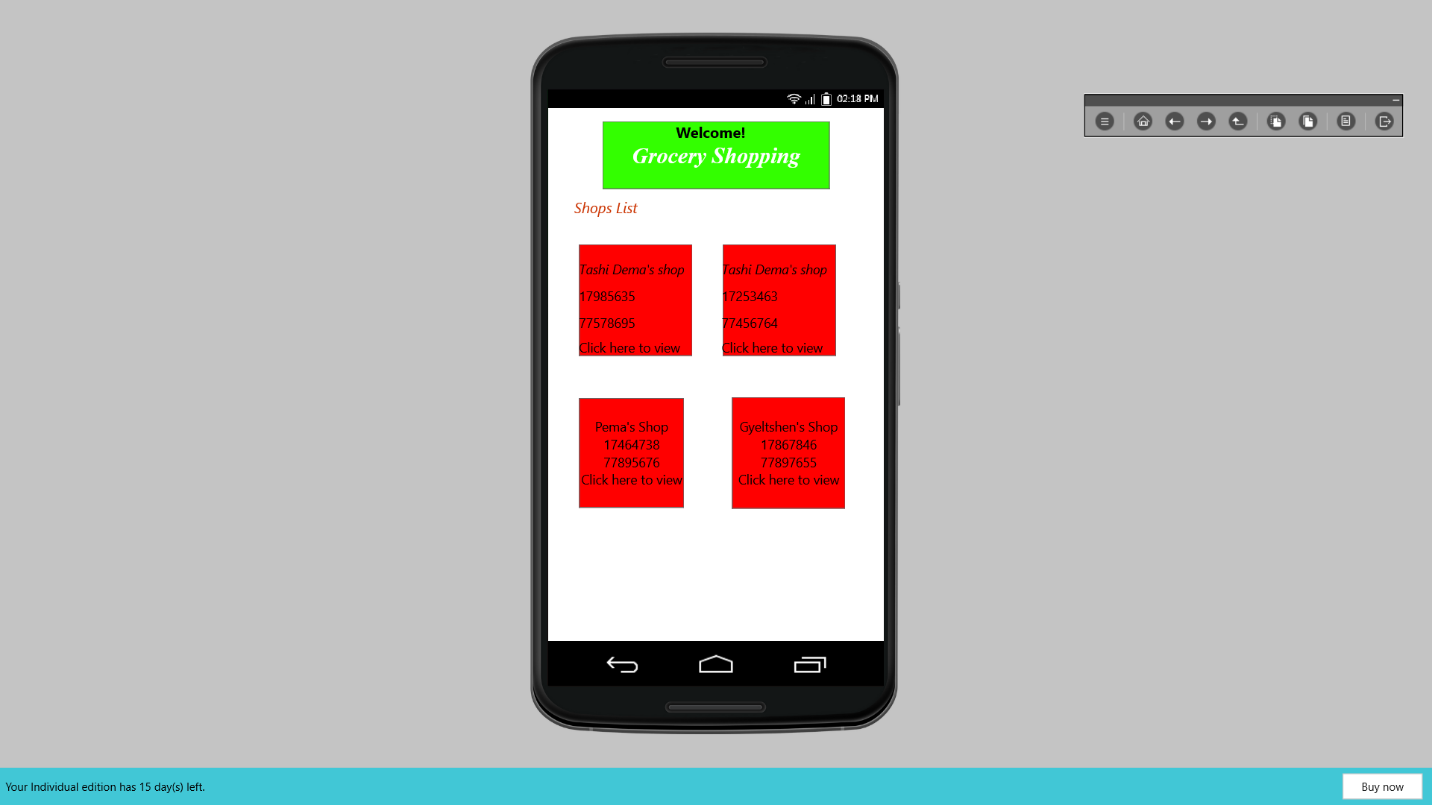 02:18 PM
Welcome!
Grocery Shopping
Shops List
Tashi Dema's shop
17985635
77578695
Click here to view
Tashi Dema's shop
17253463
77456764
Click here to view
Pema's Shop
17464738
77895676
Click here to view
Gyeltshen's Shop
17867846
77897655
Click here to view
Your Individual edition has 15 day(s) left.
Buy now